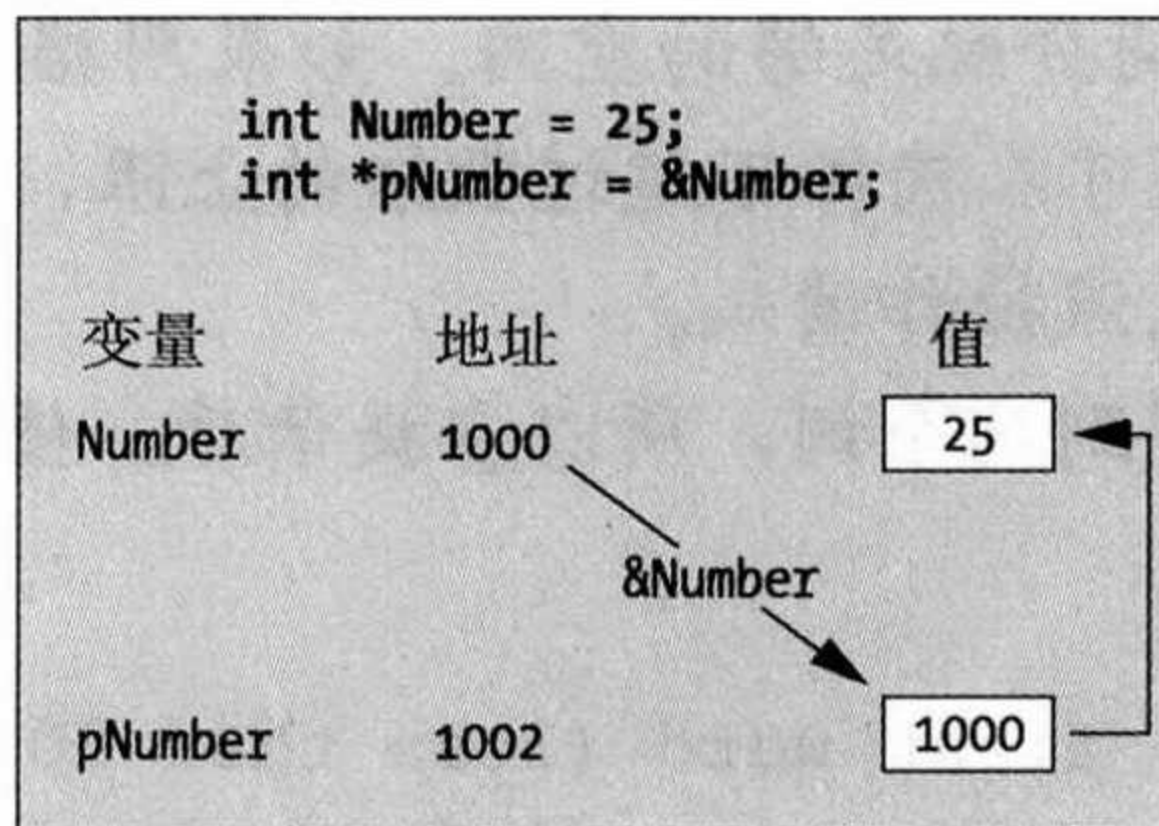 int Number = 25;
int *pNumber = &Number;
变量 地址 值
Number 1000 25
&Number
pNumber 1002 1000